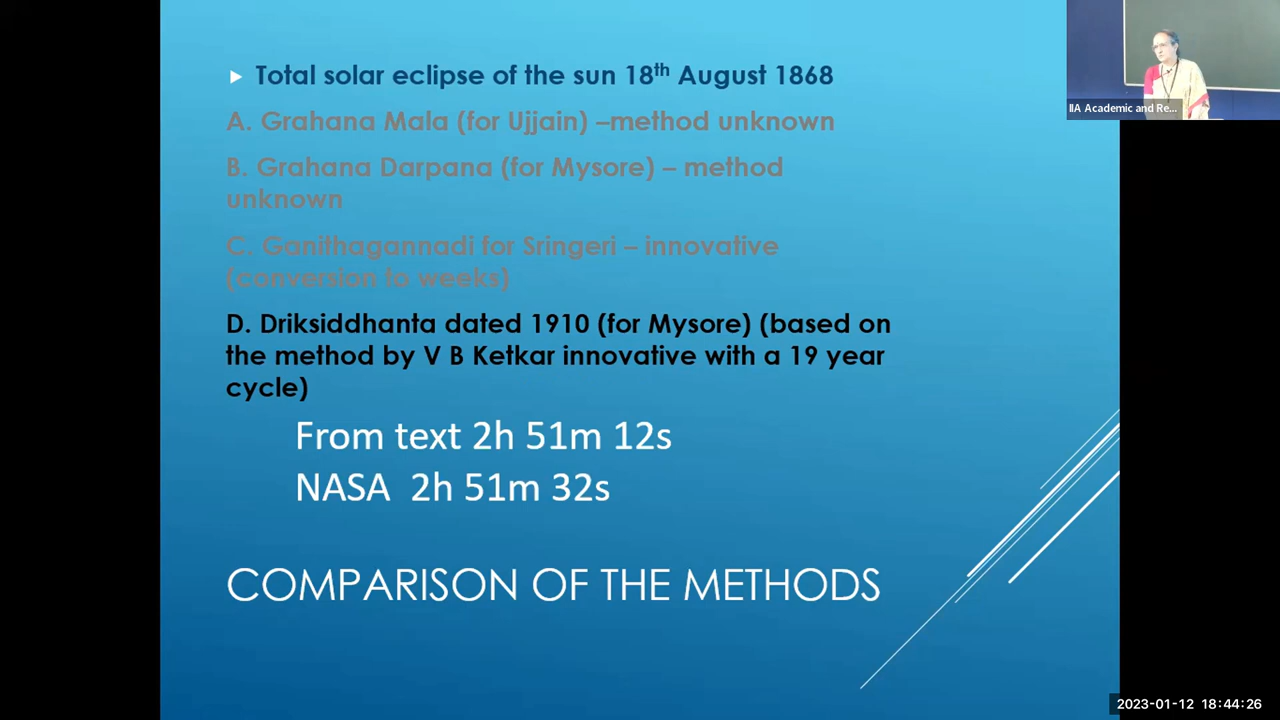 Total solar eclipse of the sun 18th August 1868
A. Grahana Mala (for Ujjain) –method unknown
B. Grahana Darpana (for Mysore) – method
unknown
C. Ganithagannadi for Sringeri – innovative
(conversion to weeks)
D. Driksiddhanta dated 1910 (for Mysore) (based on
the method by V B Ketkar innovative with a 19 year
cycle)
From text 2h 51m 12s
NASA 2h 51m 32s
COMPARISON OF THE METHODS
IIA Academic and Re...
2023-01-12 18:44:26